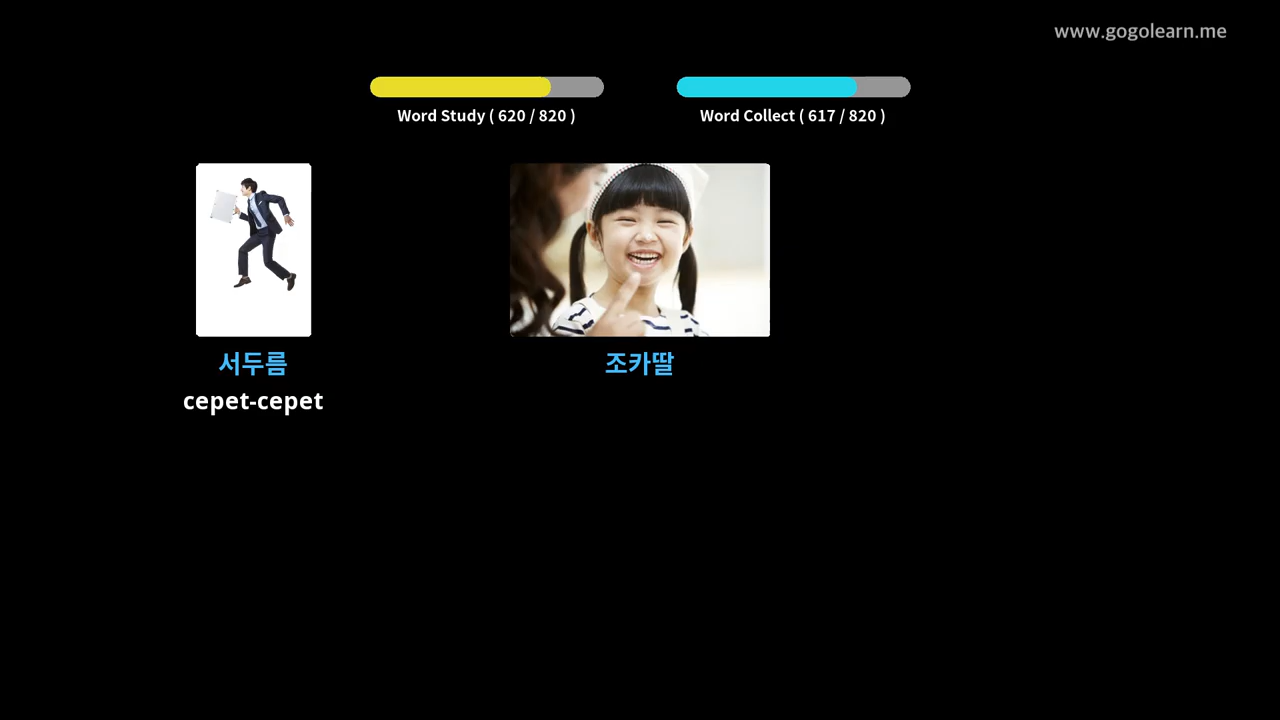 www.gogolearn.me
Word Study ( 620 / 820 )
Word Collect ( 617 / 820 )
서두름
cepet-cepet
조카딸